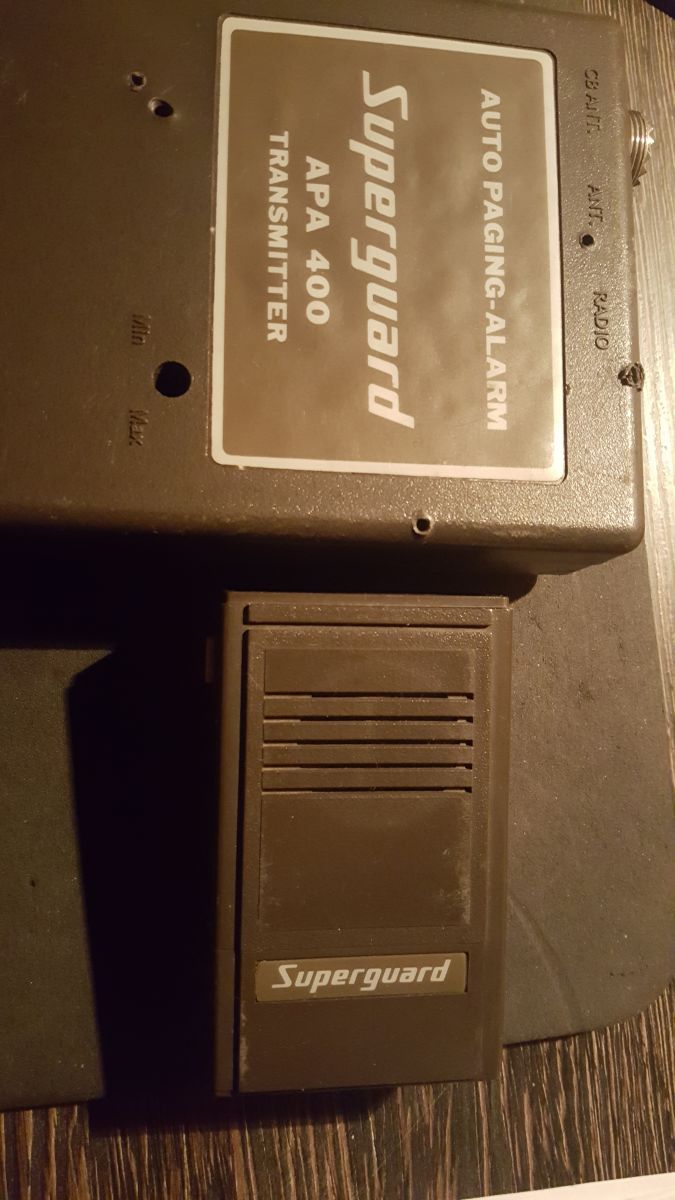 CB ANT. ANT. RADIO
AUTO PAGING-ALARM
Superguard
APA 400
TRANSMITTER
Min Max
Superguard